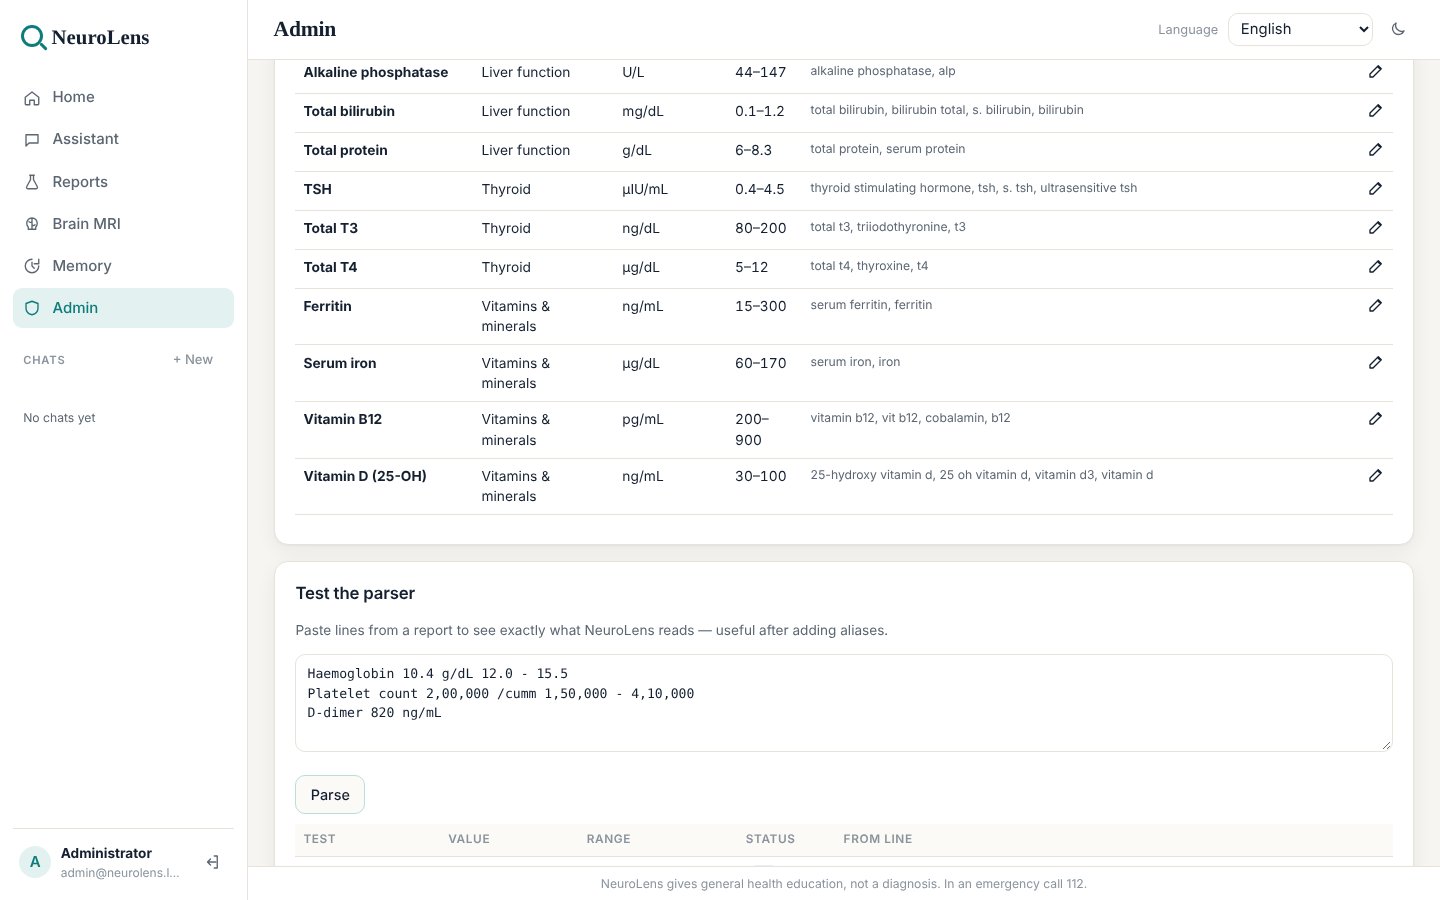 NeuroLens
Home
Assistant
Reports
Brain MRI
Memory
Admin
CHATS + New
No chats yet
A Administrator
admin@neurolens.l...
Admin
Language English
Alkaline phosphatase Liver function U/L 44–147 alkaline phosphatase, alp
Total bilirubin Liver function mg/dL 0.1–1.2 total bilirubin, bilirubin total, s. bilirubin, bilirubin
Total protein Liver function g/dL 6–8.3 total protein, serum protein
TSH Thyroid µIU/mL 0.4–4.5 thyroid stimulating hormone, tsh, s. tsh, ultrasensitive tsh
Total T3 Thyroid ng/dL 80–200 total t3, triiodothyronine, t3
Total T4 Thyroid µg/dL 5–12 total t4, thyroxine, t4
Ferritin Vitamins & ng/mL 15–300 serum ferritin, ferritin
minerals
Serum iron Vitamins & µg/dL 60–170 serum iron, iron
minerals
Vitamin B12 Vitamins & pg/mL 200– vitamin b12, vit b12, cobalamin, b12
minerals 900
Vitamin D (25-OH) Vitamins & ng/mL 30–100 25-hydroxy vitamin d, 25 oh vitamin d, vitamin d3, vitamin d
minerals
Test the parser
Paste lines from a report to see exactly what NeuroLens reads — useful after adding aliases.
Haemoglobin 10.4 g/dL 12.0 - 15.5
Platelet count 2,00,000 /cumm 1,50,000 - 4,10,000
D-dimer 820 ng/mL
Parse
TEST VALUE RANGE STATUS FROM LINE
NeuroLens gives general health education, not a diagnosis. In an emergency call 112.